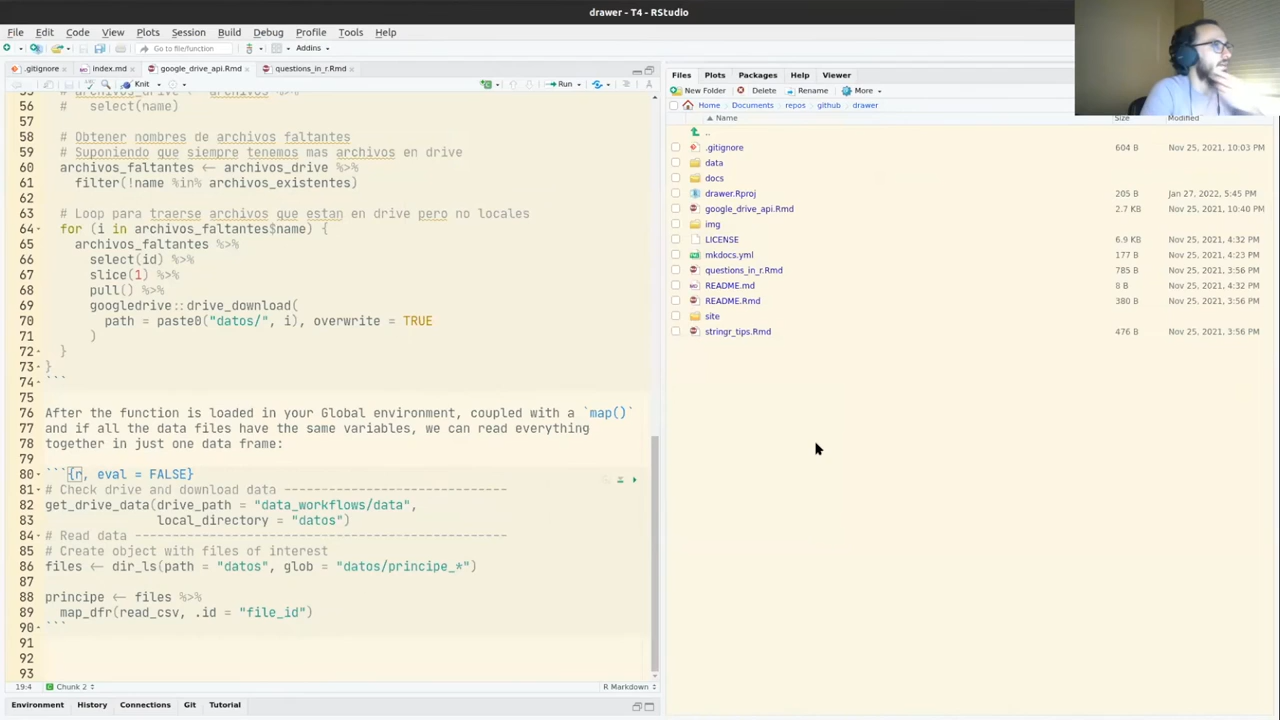 drawer - T4 - RStudio
File Edit Code View Plots Session Build Debug Profile Tools Help
Go to file/function Addins
.gitignore index.md google_drive_api.Rmd questions_in_r.Rmd
Knit Run
56 #   select(name)
57
58 # Obtener nombres de archivos faltantes
59 # Suponiendo que siempre tenemos mas archivos en drive
60 archivos_faltantes <- archivos_drive %>%
61 filter(!name %in% archivos_existentes)
62
63 # Loop para traerse archivos que estan en drive pero no locales
64 for (i in archivos_faltantes$name) {
65 archivos_faltantes %>%
66 select(id) %>%
67 slice(1) %>%
68 pull() %>%
69 googledrive::drive_download(
70 path = paste0("datos/", i), overwrite = TRUE
71 )
72 }
73 }
74 ```
75
76 After the function is loaded in your Global environment, coupled with a `map()`
77 and if all the data files have the same variables, we can read everything
78 together in just one data frame:
79
80 ```{r, eval = FALSE}
81 # Check drive and download data -------------------------------
82 get_drive_data(drive_path = "data_workflows/data",
83 local_directory = "datos")
84 # Read data ---------------------------------------------------
85 # Create object with files of interest
86 files <- dir_ls(path = "datos", glob = "datos/principe_*")
87
88 principe <- files %>%
89 map_dfr(read_csv, .id = "file_id")
90 ```
91
92
93
19:4 Chunk 2 R Markdown
Environment History Connections Git Tutorial
Files Plots Packages Help Viewer
New Folder Delete Rename More
Home Documents repos github drawer
Name Size Modified
..
.gitignore 604 B Nov 25, 2021, 10:03 PM
data
docs
drawer.Rproj 205 B Jan 27, 2022, 5:45 PM
google_drive_api.Rmd 2.7 KB Nov 25, 2021, 10:40 PM
img
LICENSE 6.9 KB Nov 25, 2021, 4:32 PM
mkdocs.yml 177 B Nov 25, 2021, 4:23 PM
questions_in_r.Rmd 785 B Nov 25, 2021, 3:56 PM
README.md 8 B Nov 25, 2021, 4:32 PM
README.Rmd 380 B Nov 25, 2021, 3:56 PM
site
stringr_tips.Rmd 476 B Nov 25, 2021, 3:56 PM